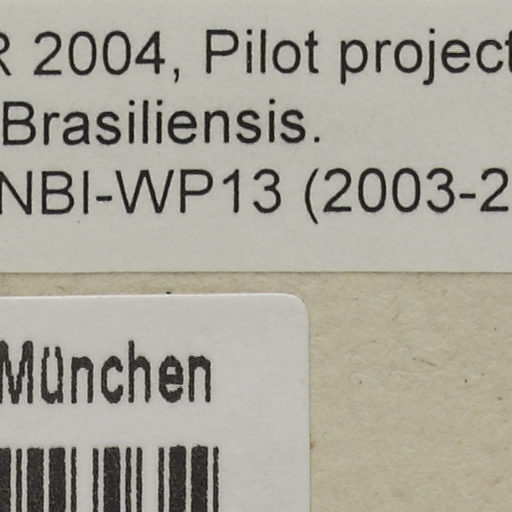 R 2004, Pilot project
Brasiliensis.
NBI-WP13 (2003-2
München